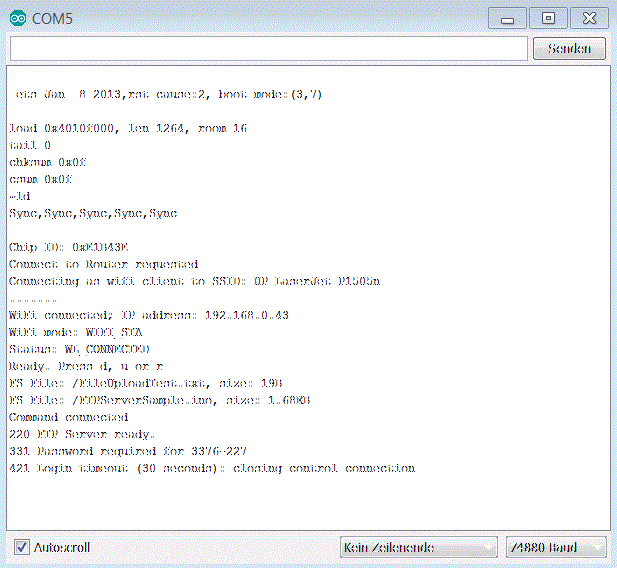 COM5
Senden
ets Jan  8 2013,rst cause:2, boot mode:(3,7)
load 0x4010f000, len 1264, room 16
tail 0
chksum 0x0f
csum 0x0f
~ld
Sync,Sync,Sync,Sync,Sync
Chip ID:
Connect to Router requested
Connecting as wifi client to SSID: HP LaserJet P1505n
........
WiFi connected; IP address: 192.168.0.43
WiFi mode: WIFI_STA
Status: WL_CONNECTED
Ready. Press d, u or r
FS File: /FileUploadTest.txt, size: 19B
FS File: /FTPServerSample.ino, size: 1.68KB
Command connected
220 FTP Server ready.
331 Password required for 3376-227
421 Login timeout (30 seconds): closing control connection
Autoscroll
Kein Zeilenende
74880 Baud